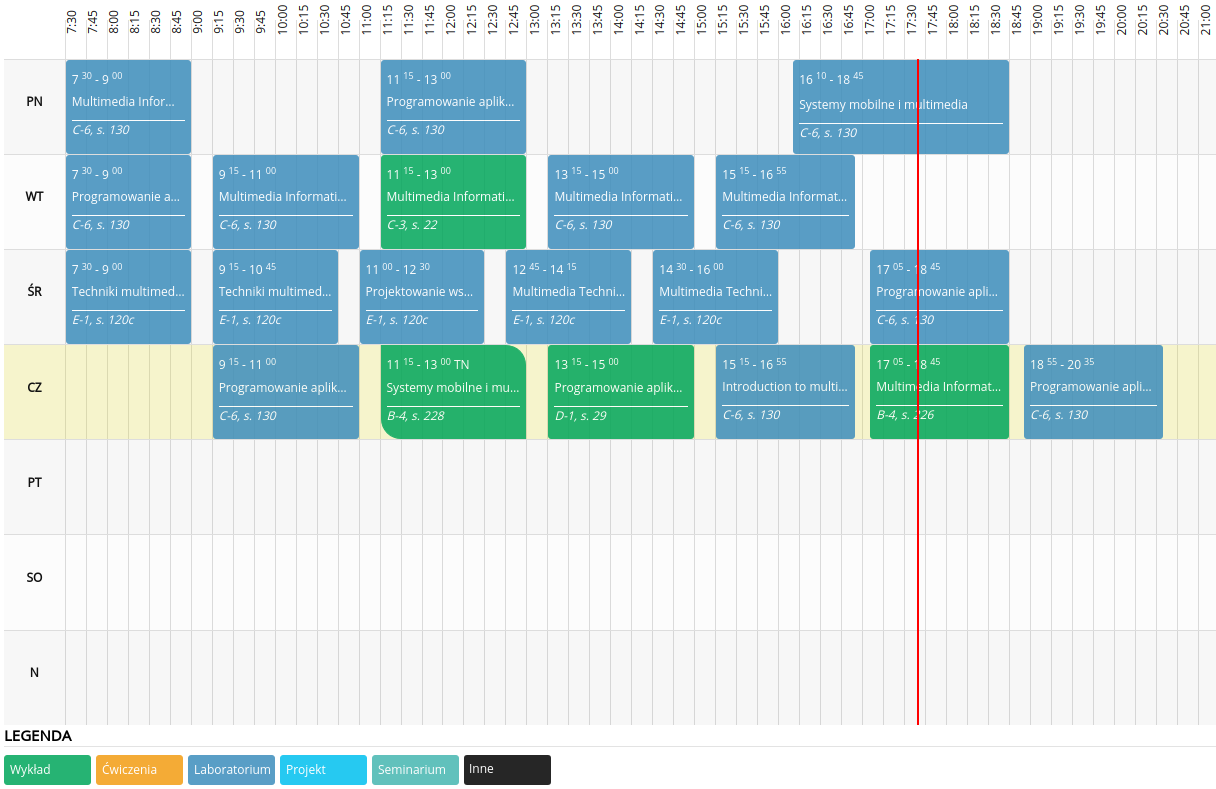 7:30 7:45 8:00 8:15 8:30 8:45 9:00 9:15 9:30 9:45 10:00 10:15 10:30 10:45 11:00 11:15 11:30 11:45 12:00 12:15 12:30 12:45 13:00 13:15 13:30 13:45 14:00 14:15 14:30 14:45 15:00 15:15 15:30 15:45 16:00 16:15 16:30 16:45 17:00 17:15 17:30 17:45 18:00 18:15 18:30 18:45 19:00 19:15 19:30 19:45 20:00 20:15 20:30 20:45 21:00
PN
7 30 - 9 00
Multimedia Infor...
C-6, s. 130
11 15 - 13 00
Programowanie aplik...
C-6, s. 130
16 10 - 18 45
Systemy mobilne i multimedia
C-6, s. 130
WT
7 30 - 9 00
Programowanie a...
C-6, s. 130
9 15 - 11 00
Multimedia Informati...
C-6, s. 130
11 15 - 13 00
Multimedia Informati...
C-3, s. 22
13 15 - 15 00
Multimedia Informati...
C-6, s. 130
15 15 - 16 55
Multimedia Informat...
C-6, s. 130
ŚR
7 30 - 9 00
Techniki multimed...
E-1, s. 120c
9 15 - 10 45
Techniki multimed...
E-1, s. 120c
11 00 - 12 30
Projektowanie ws...
E-1, s. 120c
12 45 - 14 15
Multimedia Techni...
E-1, s. 120c
14 30 - 16 00
Multimedia Techni...
E-1, s. 120c
17 05 - 18 45
Programowanie apli...
C-6, s. 130
CZ
9 15 - 11 00
Programowanie aplik...
C-6, s. 130
11 15 - 13 00 TN
Systemy mobilne i mu...
B-4, s. 228
13 15 - 15 00
Programowanie aplik...
D-1, s. 29
15 15 - 16 55
Introduction to multi...
C-6, s. 130
17 05 - 18 45
Multimedia Informat...
B-4, s. 226
18 55 - 20 35
Programowanie apli...
C-6, s. 130
PT
SO
N
LEGENDA
Wykład Ćwiczenia Laboratorium Projekt Seminarium Inne